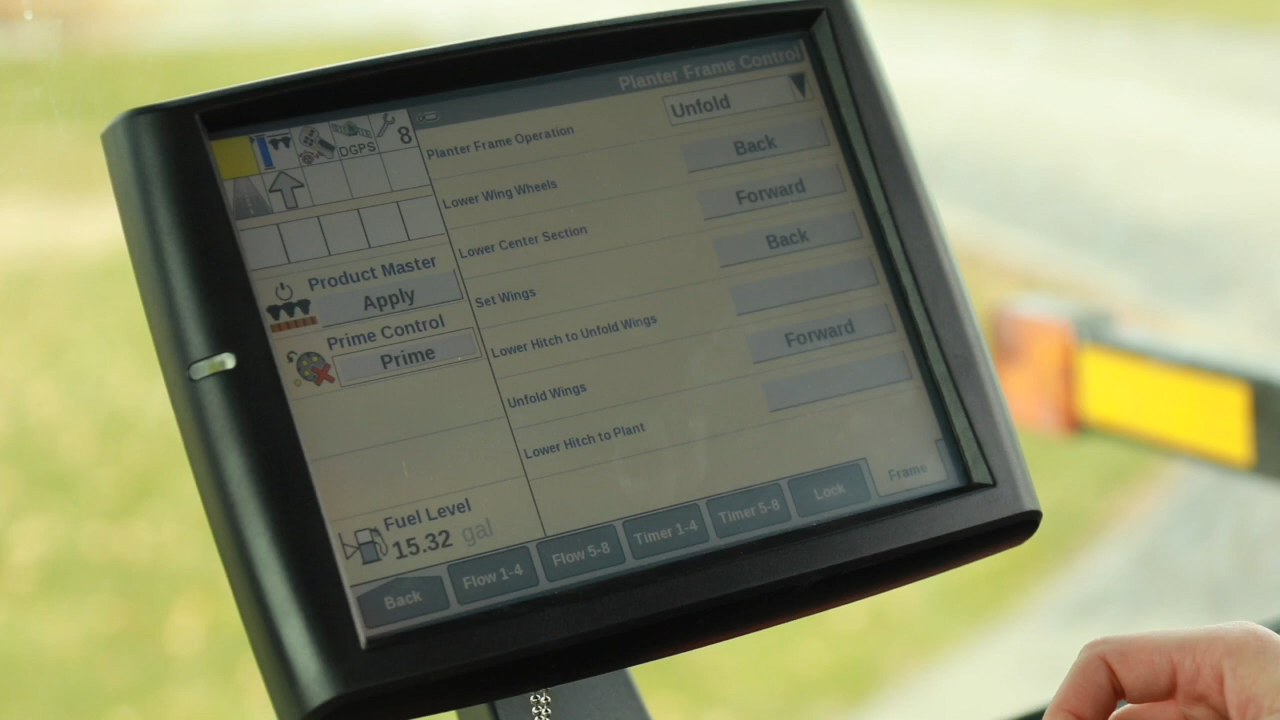 Planter Frame Control
8
DGPS
Planter Frame Operation
Unfold
Lower Wing Wheels
Back
Lower Center Section
Forward
Set Wings
Back
Lower Hitch to Unfold Wings
Unfold Wings
Forward
Lower Hitch to Plant
Product Master
Apply
Prime Control
Prime
Fuel Level
15.32 gal
Back
Flow 1-4
Flow 5-8
Timer 1-4
Timer 5-8
Lock
Frame